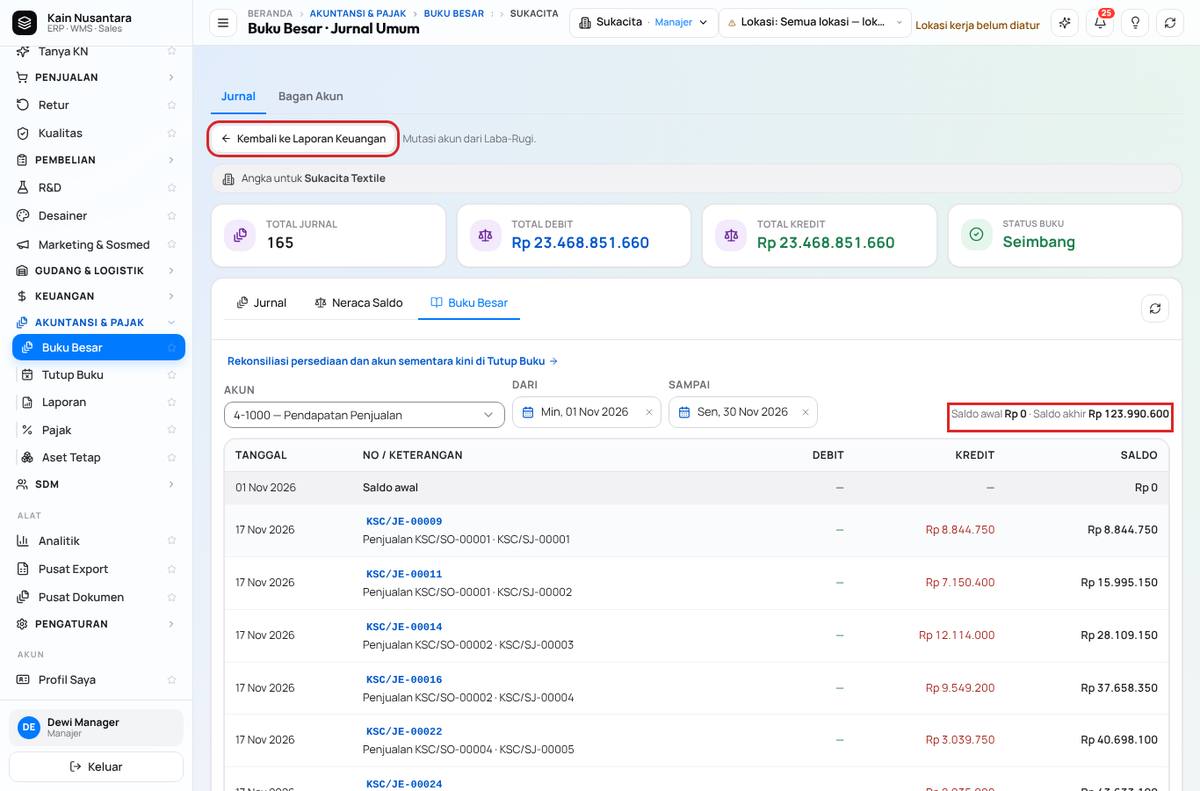 Kain Nusantara
ERP · WMS · Sales
Tanya KN
PENJUALAN
Retur
Kualitas
PEMBELIAN
R&D
Desainer
Marketing & Sosmed
GUDANG & LOGISTIK
KEUANGAN
AKUNTANSI & PAJAK
Buku Besar
Tutup Buku
Laporan
Pajak
Aset Tetap
SDM
ALAT
Analitik
Pusat Export
Pusat Dokumen
PENGATURAN
AKUN
Profil Saya
DE
Dewi Manager
Manajer
Keluar
BERANDA > AKUNTANSI & PAJAK > BUKU BESAR : > SUKACITA
Buku Besar · Jurnal Umum
Sukacita · Manajer
Lokasi: Semua lokasi — lok...
Lokasi kerja belum diatur
25
Jurnal
Bagan Akun
← Kembali ke Laporan Keuangan
Mutasi akun dari Laba-Rugi.
Angka untuk Sukacita Textile
TOTAL JURNAL
165
TOTAL DEBIT
Rp 23.468.851.660
TOTAL KREDIT
Rp 23.468.851.660
STATUS BUKU
Seimbang
Jurnal
Neraca Saldo
Buku Besar
Rekonsiliasi persediaan dan akun sementara kini di Tutup Buku →
AKUN
DARI
SAMPAI
4-1000 — Pendapatan Penjualan
Min, 01 Nov 2026 ×
Sen, 30 Nov 2026 ×
Saldo awal Rp 0 · Saldo akhir Rp 123.990.600
TANGGAL NO / KETERANGAN DEBIT KREDIT SALDO
01 Nov 2026 Saldo awal — — Rp 0
17 Nov 2026 KSC/JE-00009 — Rp 8.844.750 Rp 8.844.750
Penjualan KSC/SO-00001 · KSC/SJ-00001
17 Nov 2026 KSC/JE-00011 — Rp 7.150.400 Rp 15.995.150
Penjualan KSC/SO-00001 · KSC/SJ-00002
17 Nov 2026 KSC/JE-00014 — Rp 12.114.000 Rp 28.109.150
Penjualan KSC/SO-00002 · KSC/SJ-00003
17 Nov 2026 KSC/JE-00016 — Rp 9.549.200 Rp 37.658.350
Penjualan KSC/SO-00002 · KSC/SJ-00004
17 Nov 2026 KSC/JE-00022 — Rp 3.039.750 Rp 40.698.100
Penjualan KSC/SO-00004 · KSC/SJ-00005
KSC/JE-00024